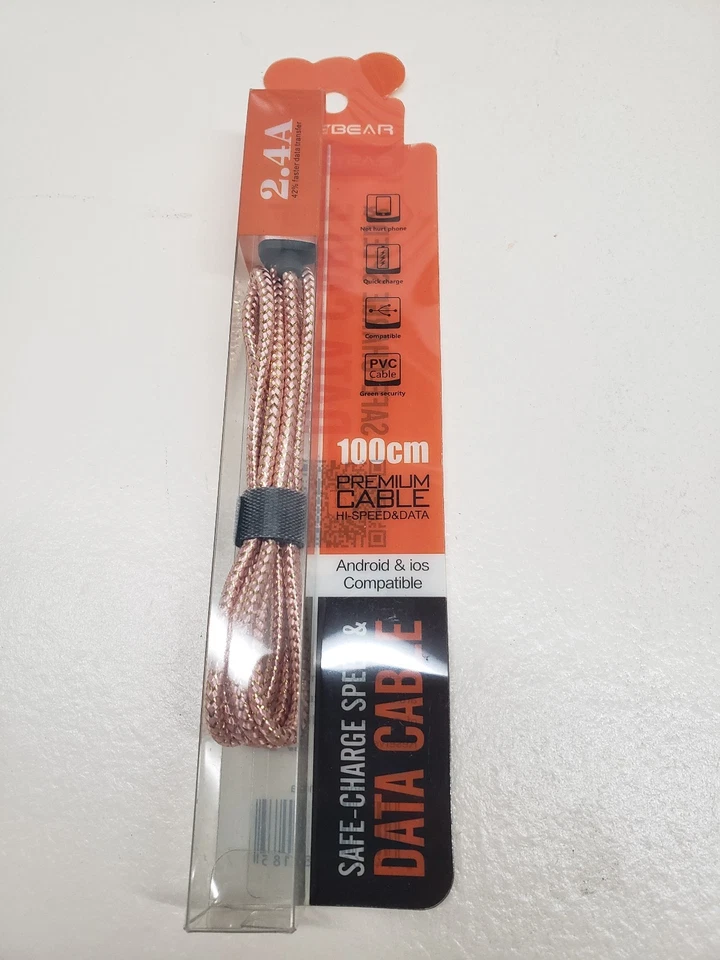 BEAR
2.4A
42% faster data transfer
Not hurt phone
Quick charge
Compatible
PVC
Cable
Green security
100cm
PREMIUM
CABLE
HI-SPEED&DATA
Android & ios
Compatible
SAFE-CHARGE SPEED &
DATA CABLE